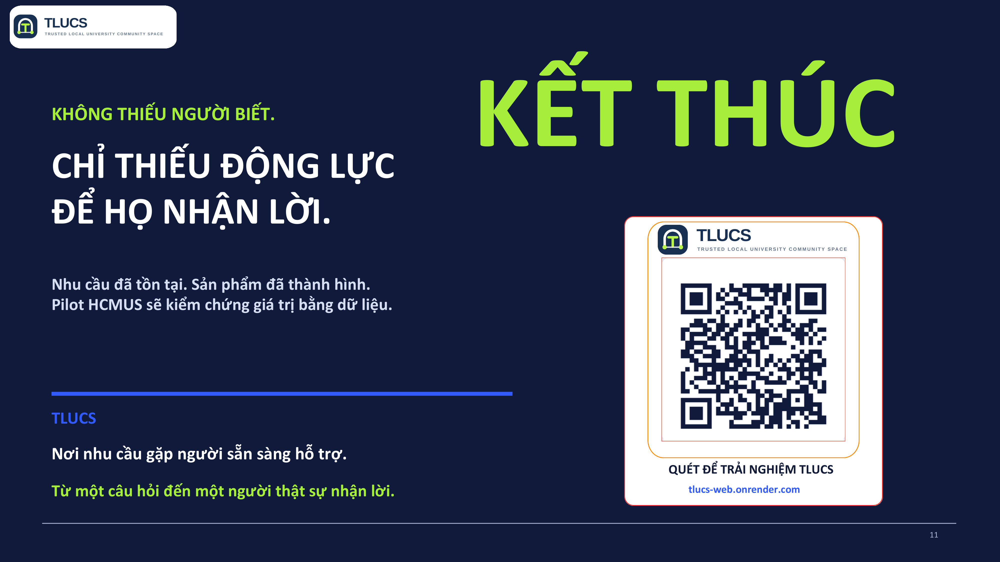 TLUCS
TRUSTED LOCAL UNIVERSITY COMMUNITY SPACE
KẾT THÚC
KHÔNG THIẾU NGƯỜI BIẾT.
CHỈ THIẾU ĐỘNG LỰC
ĐỂ HỌ NHẬN LỜI.
Nhu cầu đã tồn tại. Sản phẩm đã thành hình.
Pilot HCMUS sẽ kiểm chứng giá trị bằng dữ liệu.
TLUCS
Nơi nhu cầu gặp người sẵn sàng hỗ trợ.
Từ một câu hỏi đến một người thật sự nhận lời.
T
TLUCS
TRUSTED LOCAL UNIVERSITY COMMUNITY SPACE
QUÉT ĐỂ TRẢI NGHIỆM TLUCS
tlucs-web.onrender.com
11